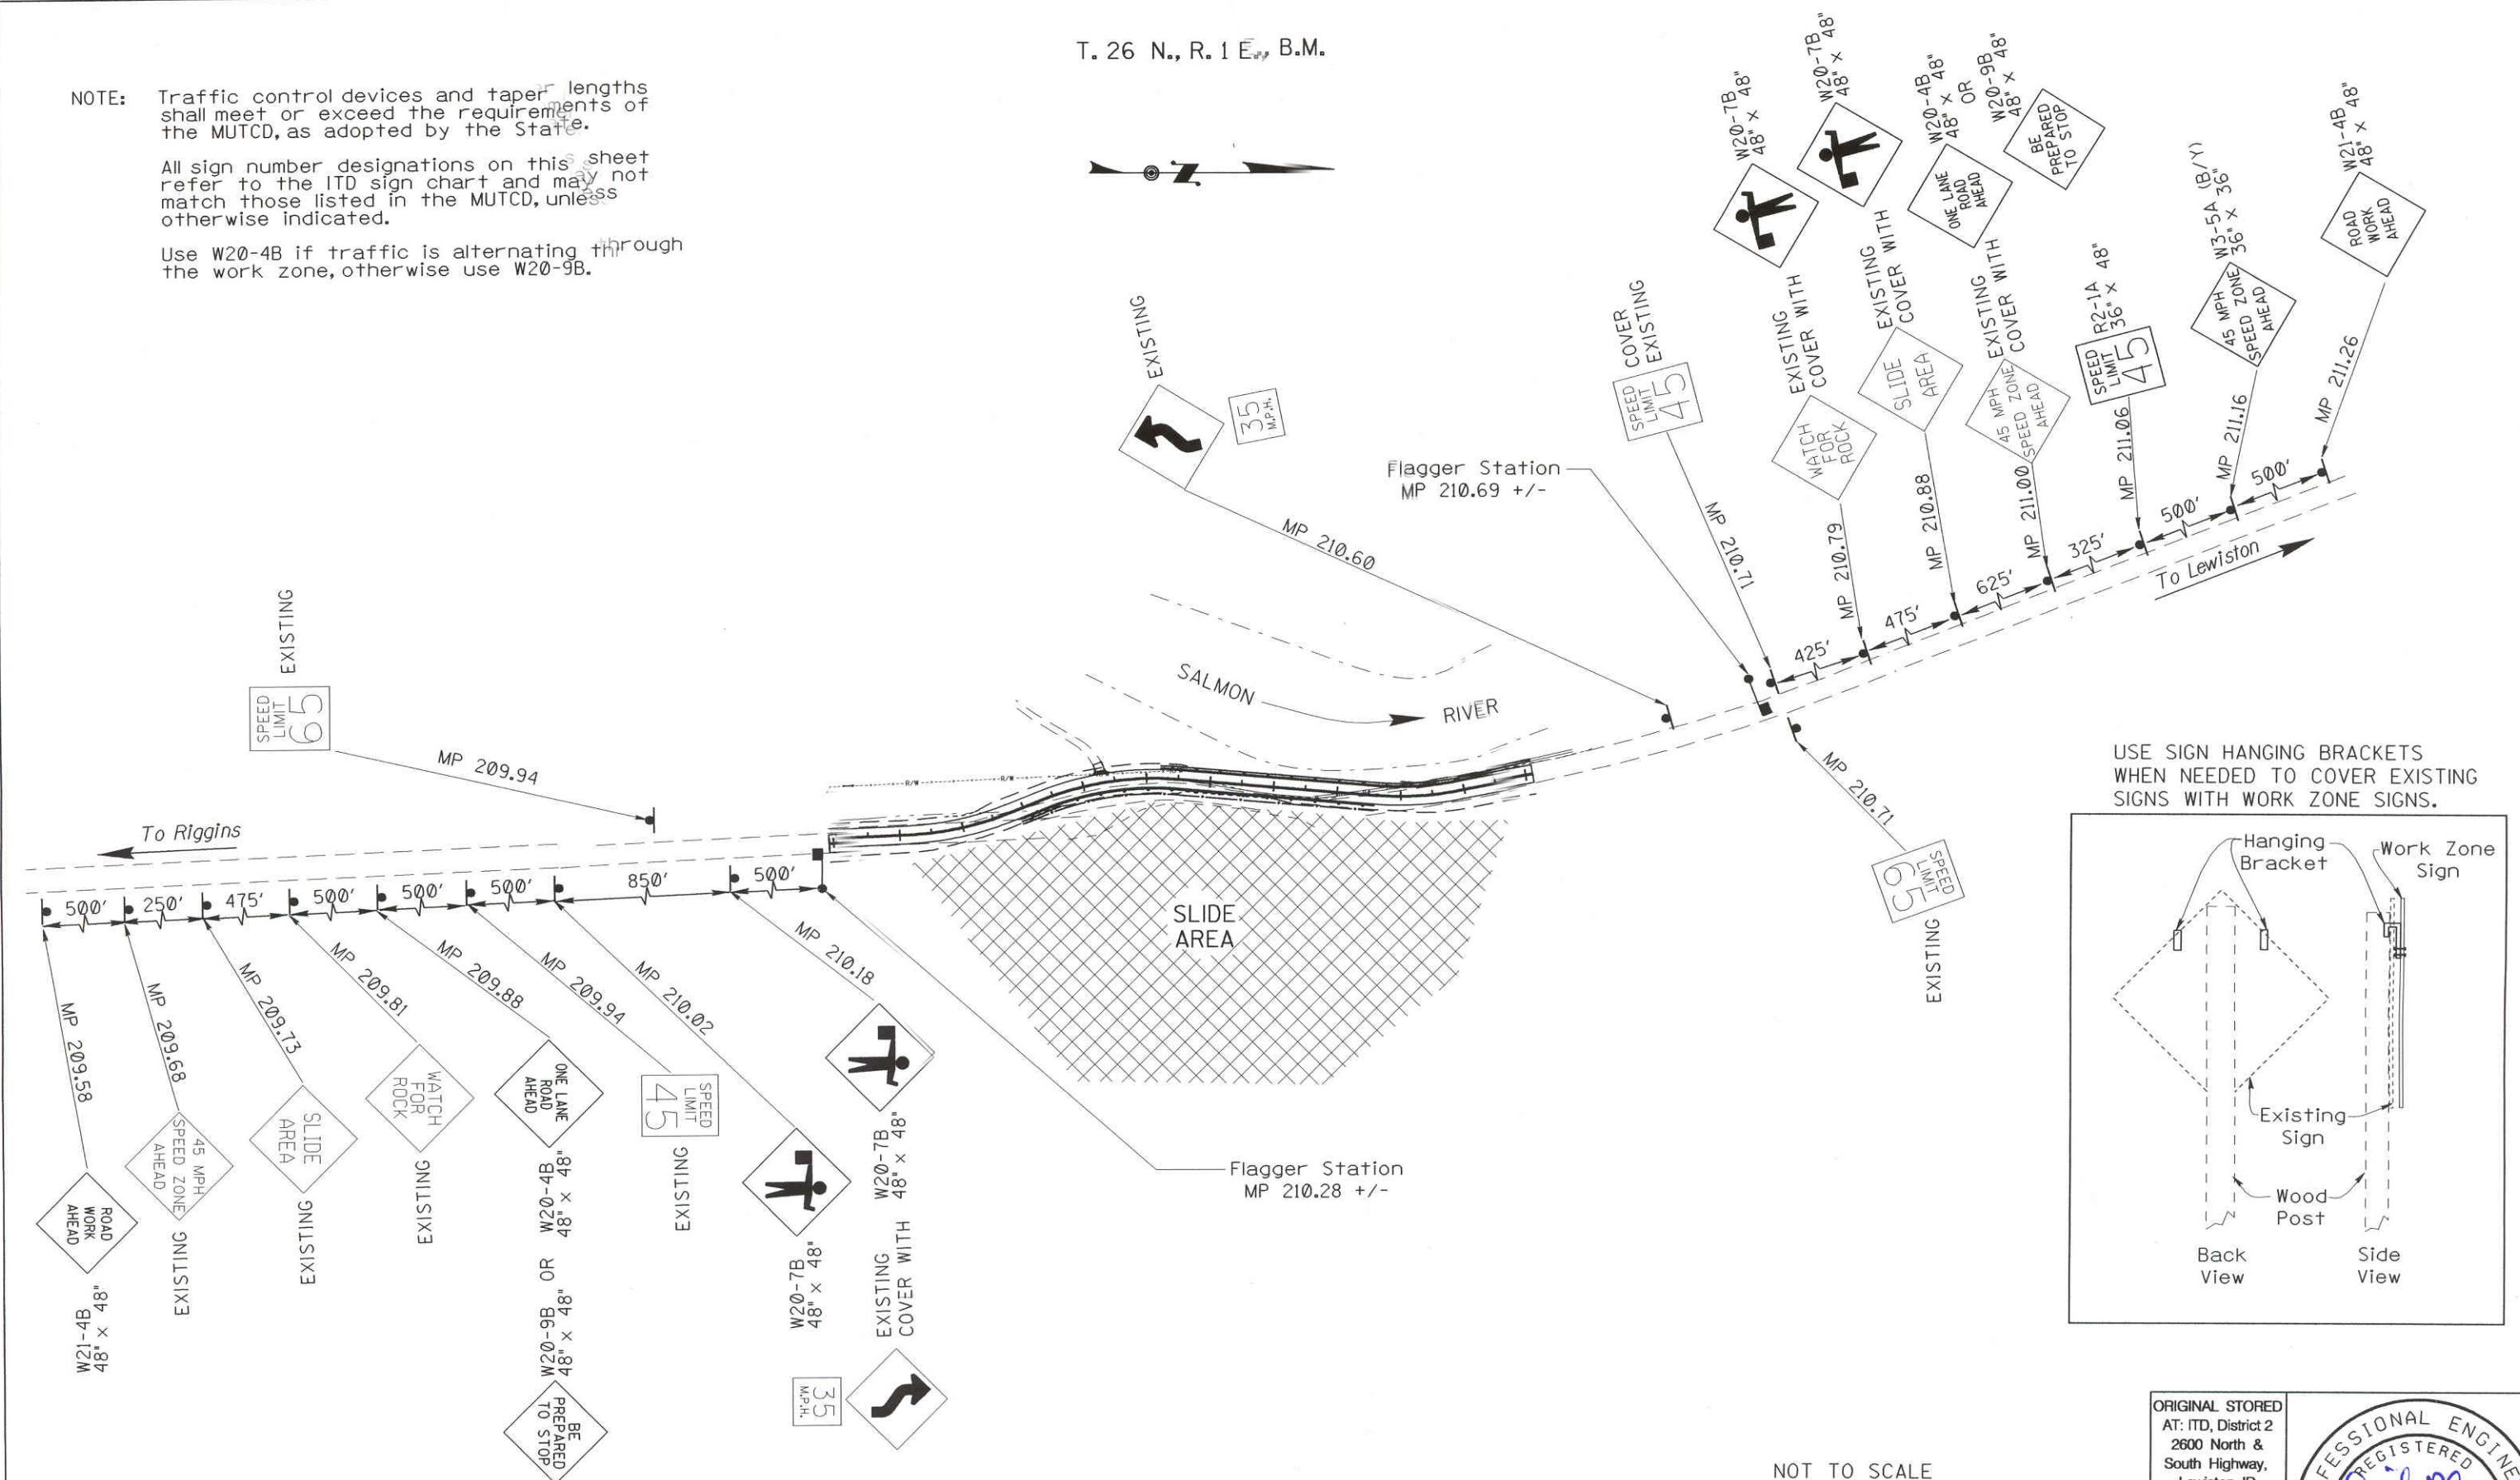 T. 26 N., R. 1 E., B.M.
NOTE: Traffic control devices and taper lengths
shall meet or exceed the requirements of
the MUTCD, as adopted by the State.
All sign number designations on this sheet
refer to the ITD sign chart and may not
match those listed in the MUTCD, unless
otherwise indicated.
Use W20-4B if traffic is alternating through
the work zone, otherwise use W20-9B.
W20-7B
48" X 48"
W20-7B
48" X 48"
W20-4B
48" X 48"
OR
W20-9B
48" X 48"
ONE LANE
ROAD
AHEAD
BE
PREPARED
TO STOP
W21-4B
48" X 48"
ROAD
WORK
AHEAD
W3-5A (B/Y)
36" X 36"
45 MPH
SPEED ZONE
AHEAD
R2-1A
36" X 48"
SPEED
LIMIT
45
EXISTING
COVER WITH
45 MPH
SPEED ZONE
AHEAD
EXISTING
COVER WITH
SLIDE
AREA
EXISTING
COVER WITH
WATCH
FOR
ROCK
COVER
EXISTING
SPEED
LIMIT
45
EXISTING
35
M.P.H.
MP 210.60
Flagger Station
MP 210.69 +/-
MP 210.71
MP 210.79
MP 210.88
MP 211.00
MP 211.06
MP 211.16
MP 211.26
425'
475'
625'
325'
500'
500'
To Lewiston
SALMON
RIVER
N
R/W
R/W
MP 210.71
SPEED
LIMIT
65
EXISTING
EXISTING
SPEED
LIMIT
65
MP 209.94
To Riggins
500'
250'
475'
500'
500'
500'
850'
500'
SLIDE
AREA
MP 209.58
MP 209.68
MP 209.73
MP 209.81
MP 209.88
MP 209.94
MP 210.02
MP 210.18
Flagger Station
MP 210.28 +/-
ROAD
WORK
AHEAD
W21-4B
48" X 48"
45 MPH
SPEED ZONE
AHEAD
EXISTING
SLIDE
AREA
EXISTING
WATCH
FOR
ROCK
EXISTING
ONE LANE
ROAD
AHEAD
W20-9B OR W20-4B
48" X 48" 48" X 48"
BE
PREPARED
TO STOP
SPEED
LIMIT
45
EXISTING
W20-7B
48" X 48"
W20-7B
48" X 48"
EXISTING
COVER WITH
35
M.P.H.
USE SIGN HANGING BRACKETS
WHEN NEEDED TO COVER EXISTING
SIGNS WITH WORK ZONE SIGNS.
Hanging
Bracket
Work Zone
Sign
Existing
Sign
Wood
Post
Back
View
Side
View
NOT TO SCALE
ORIGINAL STORED
AT: ITD, District 2
2600 North &
South Highway,
REGISTERED